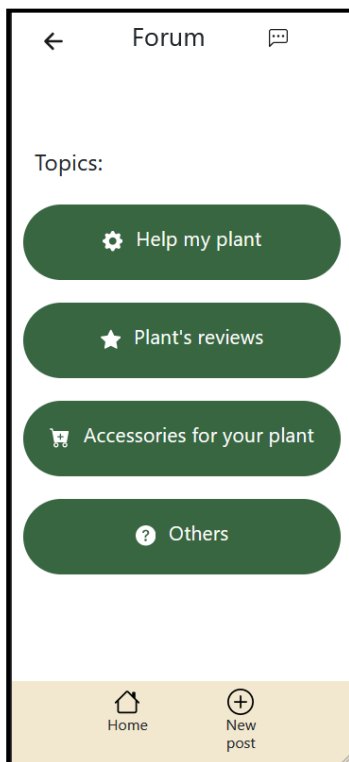 Forum
Topics:
Help my plant
Plant's reviews
Accessories for your plant
Others
Home
New
post